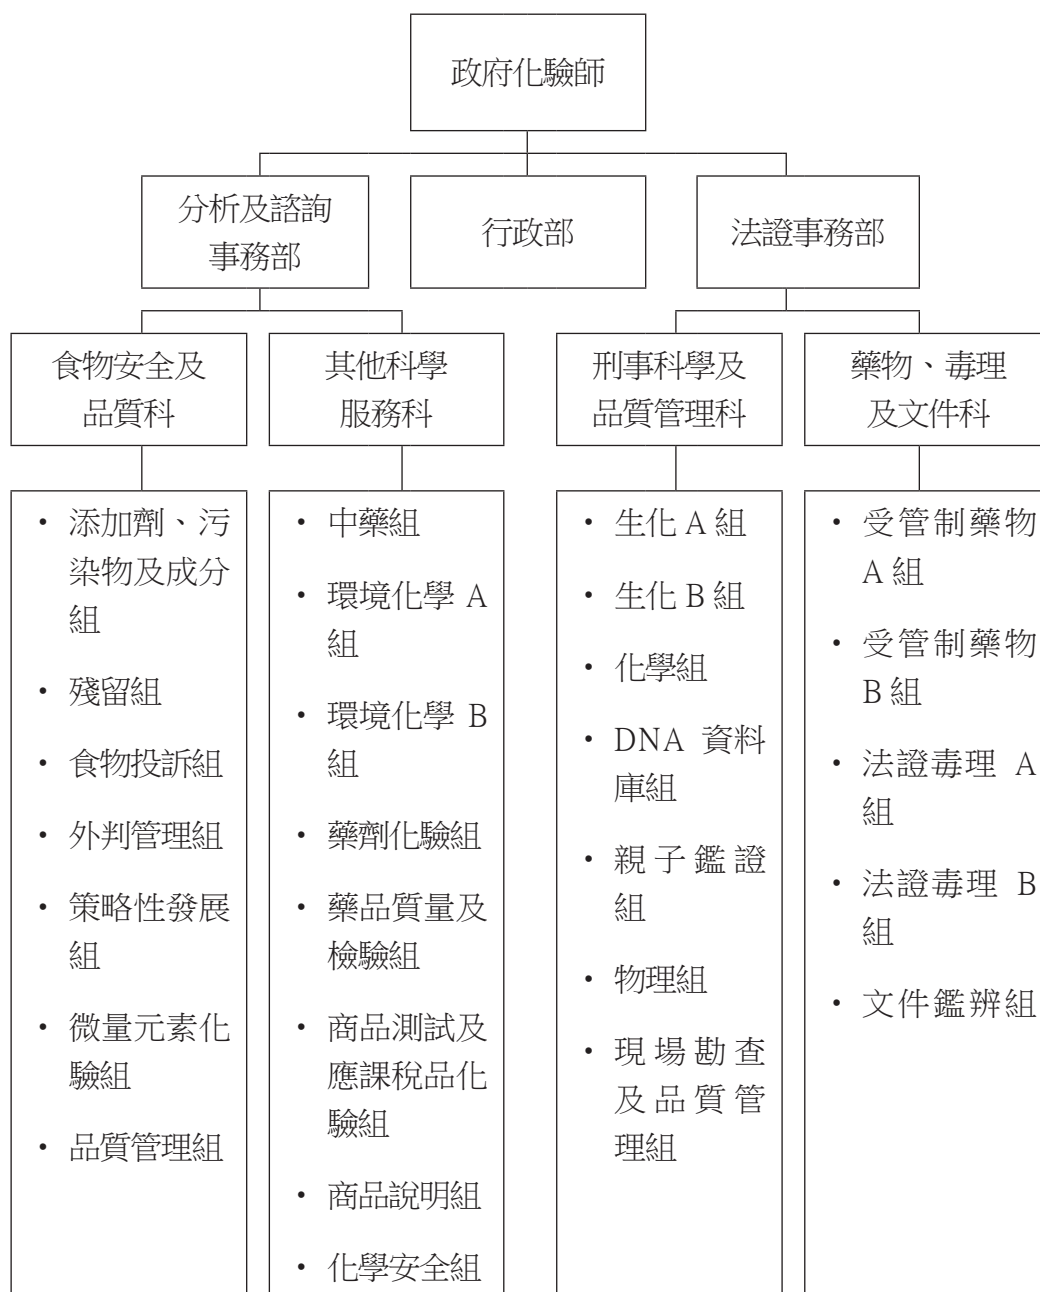 政府化驗師
分析及諮詢
事務部
行政部
法證事務部
食物安全及
品質科
其他科學
服務科
刑事科學及
品質管理科
藥物、毒理
及文件科
• 添加劑、污
染物及成分
組
• 殘留組
• 食物投訴組
• 外判管理組
• 策略性發展
組
• 微量元素化
驗組
• 品質管理組
• 中藥組
• 環境化學 A
組
• 環境化學 B
組
• 藥劑化驗組
• 藥品質量及
檢驗組
• 商品測試及
應課稅品化
驗組
• 商品說明組
• 化學安全組
• 生化 A 組
• 生化 B 組
• 化學組
• DNA 資料
庫組
• 親子鑑證
組
• 物理組
• 現場勘查
及品質管
理組
• 受管制藥物
A 組
• 受管制藥物
B 組
• 法證毒理 A
組
• 法證毒理 B
組
• 文件鑑辨組